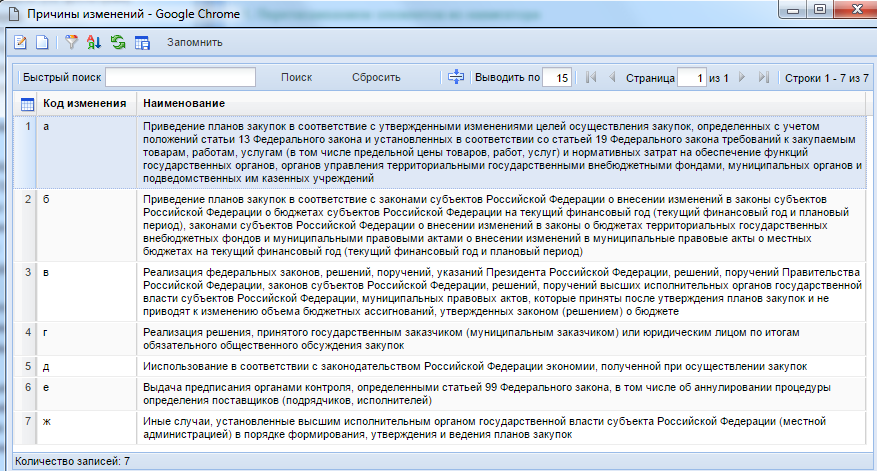 Причины изменений - Google Chrome
Запомнить
Быстрый поиск Поиск Сбросить Выводить по 15 Страница 1 из 1 Строки 1 - 7 из 7
Код изменения Наименование
1 а Приведение планов закупок в соответствие с утвержденными изменениями целей осуществления закупок, определенных с учетом
положений статьи 13 Федерального закона и установленных в соответствии со статьей 19 Федерального закона требований к закупаемым
товарам, работам, услугам (в том числе предельной цены товаров, работ, услуг) и нормативных затрат на обеспечение функций
государственных органов, органов управления территориальными государственными внебюджетными фондами, муниципальных органов и
подведомственных им казенных учреждений
2 б Приведение планов закупок в соответствие с законами субъектов Российской Федерации о внесении изменений в законы субъектов
Российской Федерации о бюджетах субъектов Российской Федерации на текущий финансовый год (текущий финансовый год и плановый
период), законами субъектов Российской Федерации о внесении изменений в законы о бюджетах территориальных государственных
внебюджетных фондов и муниципальными правовыми актами о внесении изменений в муниципальные правовые акты о местных
бюджетах на текущий финансовый год (текущий финансовый год и плановый период)
3 в Реализация федеральных законов, решений, поручений, указаний Президента Российской Федерации, решений, поручений Правительства
Российской Федерации, законов субъектов Российской Федерации, решений, поручений высших исполнительных органов государственной
власти субъектов Российской Федерации, муниципальных правовых актов, которые приняты после утверждения планов закупок и не
приводят к изменению объема бюджетных ассигнований, утвержденных законом (решением) о бюджете
4 г Реализация решения, принятого государственным заказчиком (муниципальным заказчиком) или юридическим лицом по итогам
обязательного общественного обсуждения закупок
5 д Ииспользование в соответствии с законодательством Российской Федерации экономии, полученной при осуществлении закупок
6 е Выдача предписания органами контроля, определенными статьей 99 Федерального закона, в том числе об аннулировании процедуры
определения поставщиков (подрядчиков, исполнителей)
7 ж Иные случаи, установленные высшим исполнительным органом государственной власти субъекта Российской Федерации (местной
администрацией) в порядке формирования, утверждения и ведения планов закупок
Количество записей: 7